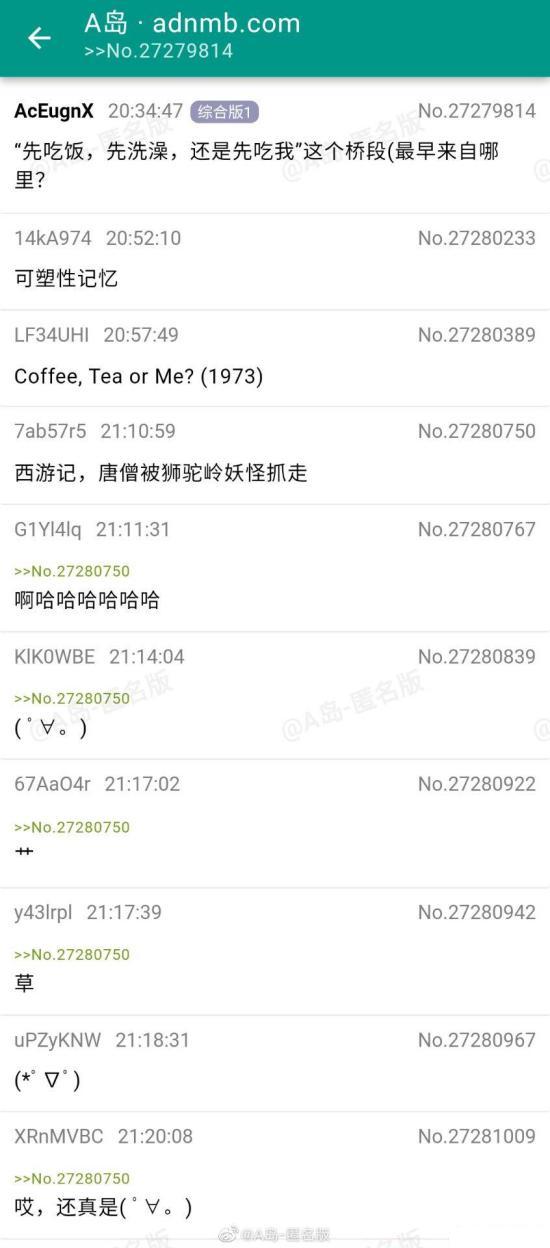 A岛 · adnmb.com
>>No.27279814
AcEugnX 20:34:47 综合版1 No.27279814
“先吃饭，先洗澡，还是先吃我”这个桥段(最早来自哪
里？
14kA974 20:52:10 No.27280233
可塑性记忆
LF34UHI 20:57:49 No.27280389
Coffee, Tea or Me? (1973)
7ab57r5 21:10:59 No.27280750
西游记，唐僧被狮驼岭妖怪抓走
G1Yl4lq 21:11:31 No.27280767
>>No.27280750
啊哈哈哈哈哈哈
KlK0WBE 21:14:04 No.27280839
>>No.27280750
( ﾟ∀。)
67AaO4r 21:17:02 No.27280922
>>No.27280750
艹
y43lrpl 21:17:39 No.27280942
>>No.27280750
草
uPZyKNW 21:18:31 No.27280967
(*ﾟ∇ﾟ)
XRnMVBC 21:20:08 No.27281009
>>No.27280750
哎，还真是( ﾟ∀。)
@A岛-匿名版